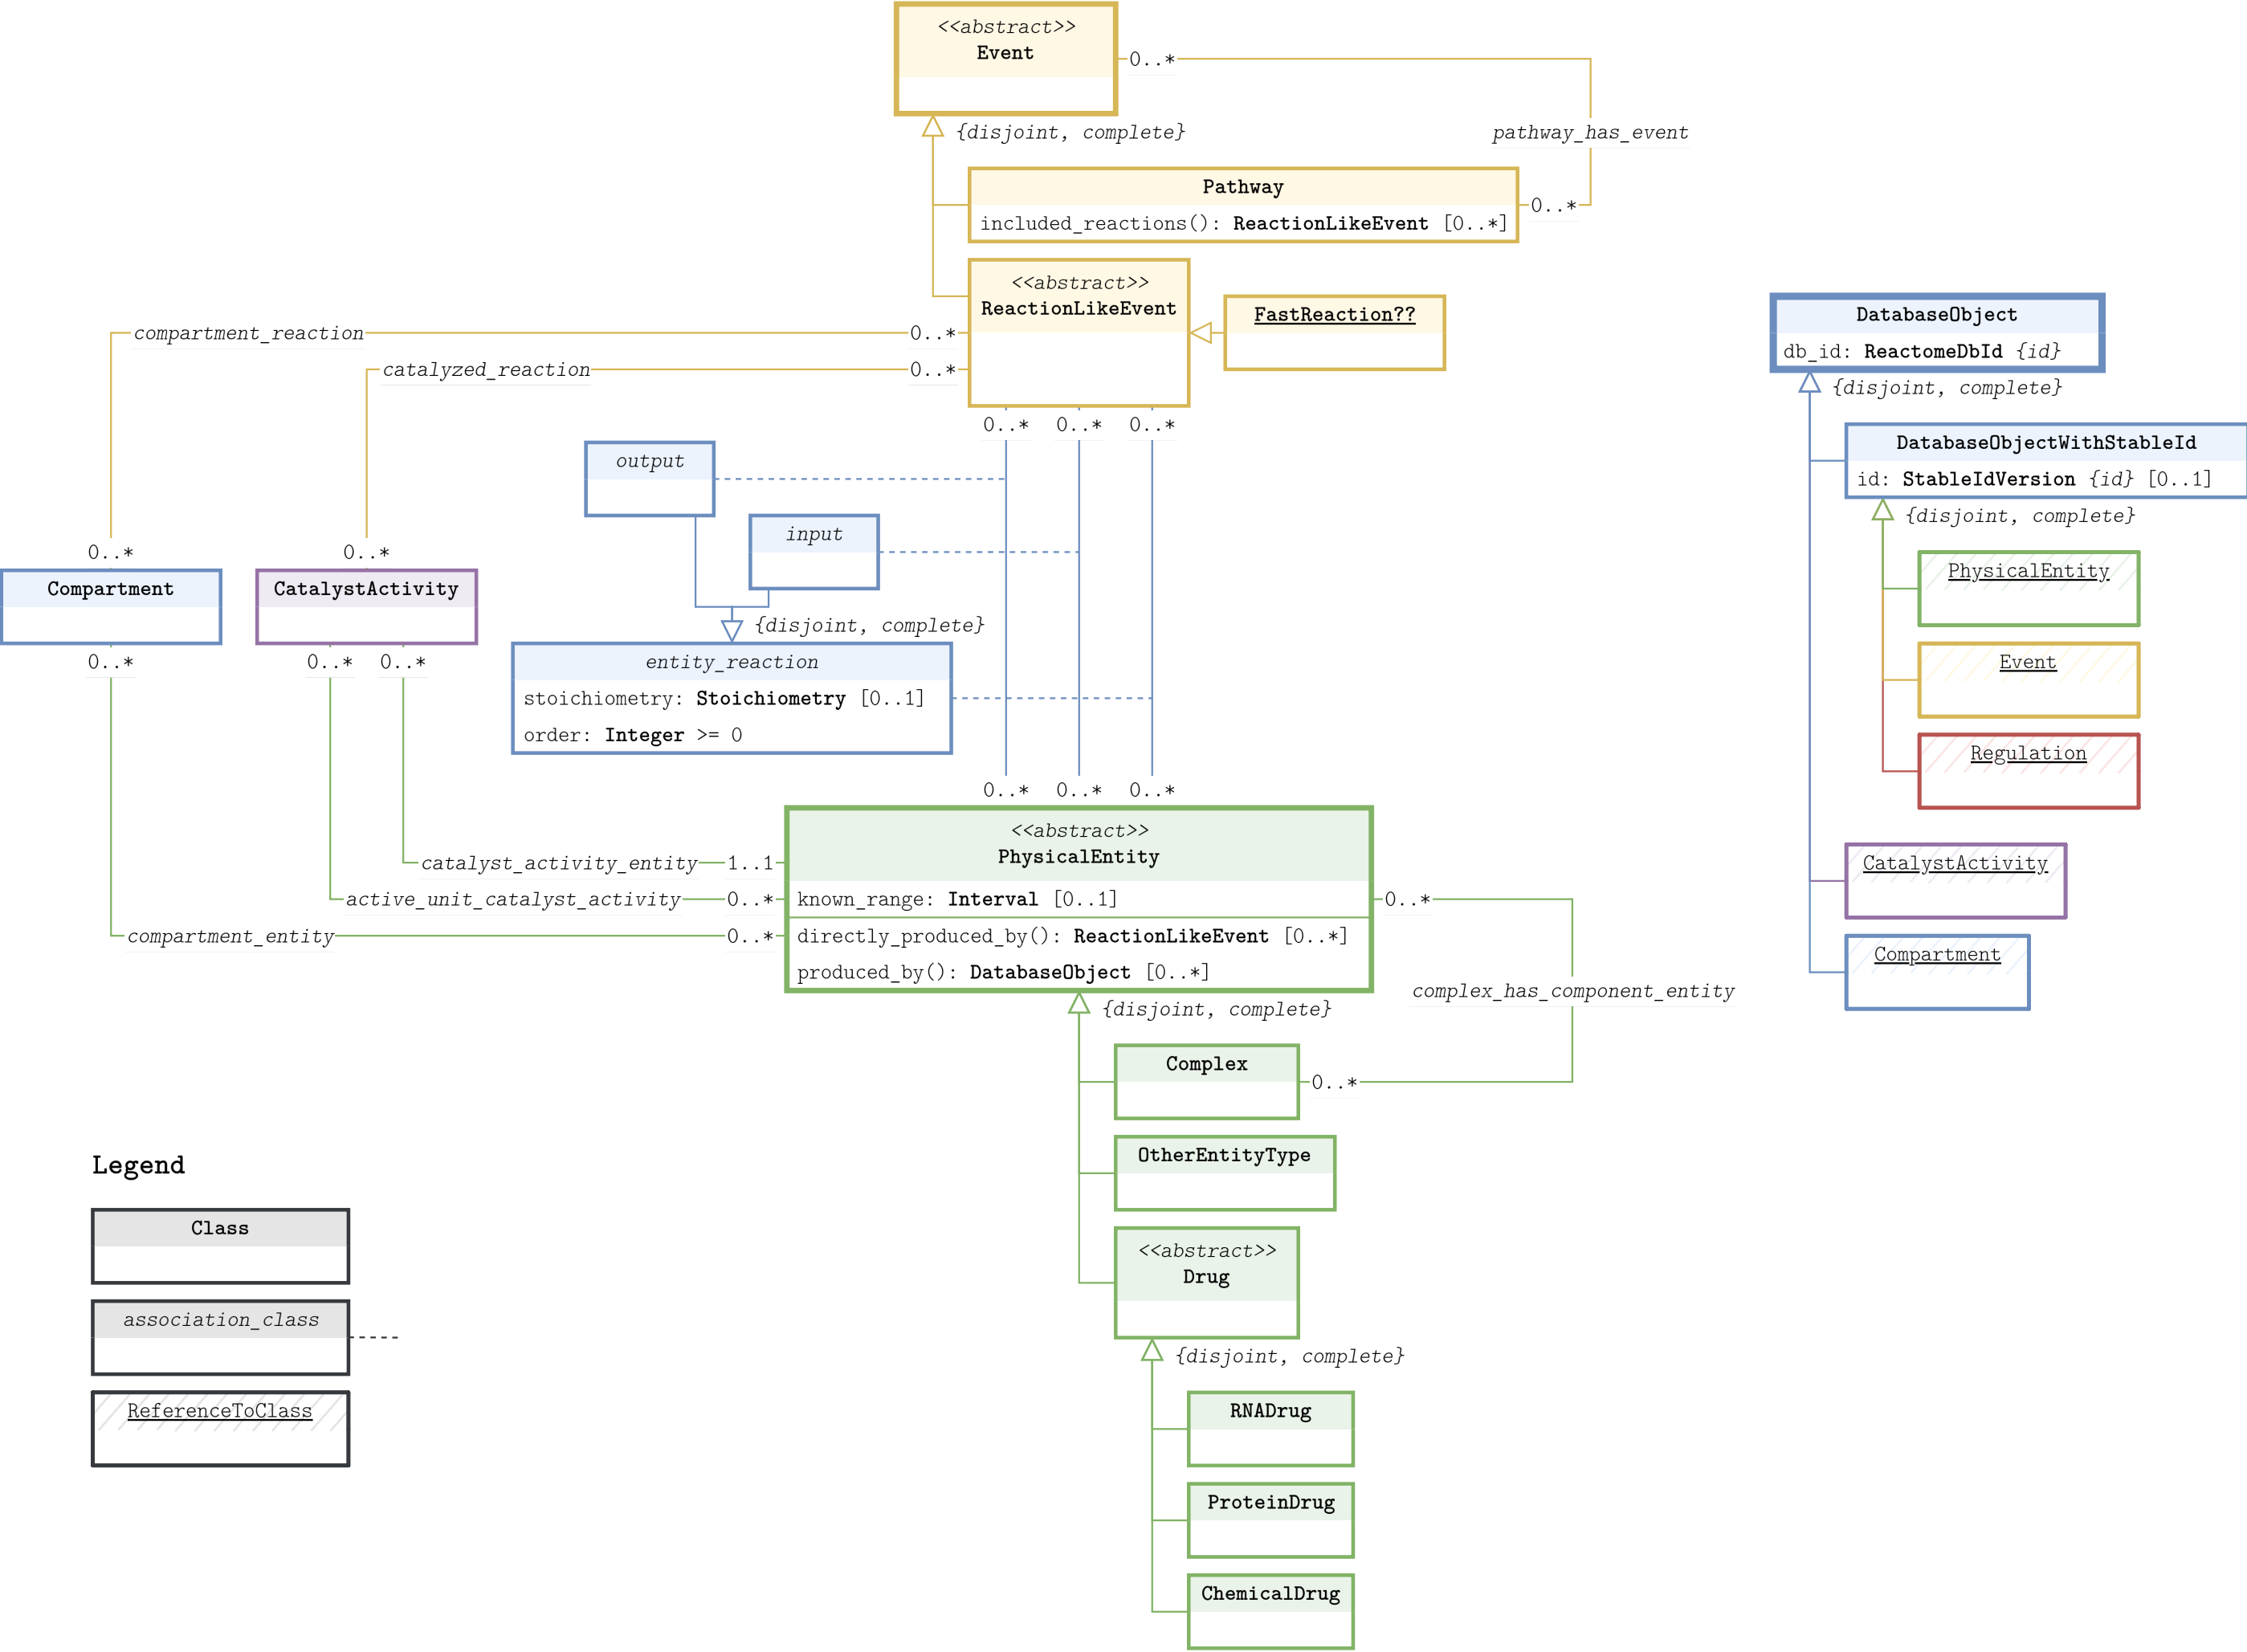 <<abstract>>
Event
0..*
{disjoint, complete}
pathway_has_event
Pathway
included_reactions(): ReactionLikeEvent [0..*]
0..*
<<abstract>>
ReactionLikeEvent
FastReaction??
compartment_reaction
0..*
catalyzed_reaction
0..*
0..*
0..*
0..*
output
input
0..*
0..*
Compartment
CatalystActivity
{disjoint, complete}
0..*
0..*
0..*
entity_reaction
stoichiometry: Stoichiometry [0..1]
order: Integer >= 0
0..*
0..*
0..*
<<abstract>>
PhysicalEntity
known_range: Interval [0..1]
directly_produced_by(): ReactionLikeEvent [0..*]
produced_by(): DatabaseObject [0..*]
catalyst_activity_entity
1..1
active_unit_catalyst_activity
0..*
compartment_entity
0..*
0..*
complex_has_component_entity
{disjoint, complete}
Complex
0..*
OtherEntityType
<<abstract>>
Drug
{disjoint, complete}
RNADrug
ProteinDrug
ChemicalDrug
DatabaseObject
db_id: ReactomeDbId {id}
{disjoint, complete}
DatabaseObjectWithStableId
id: StableIdVersion {id} [0..1]
{disjoint, complete}
PhysicalEntity
Event
Regulation
CatalystActivity
Compartment
Legend
Class
association_class
ReferenceToClass